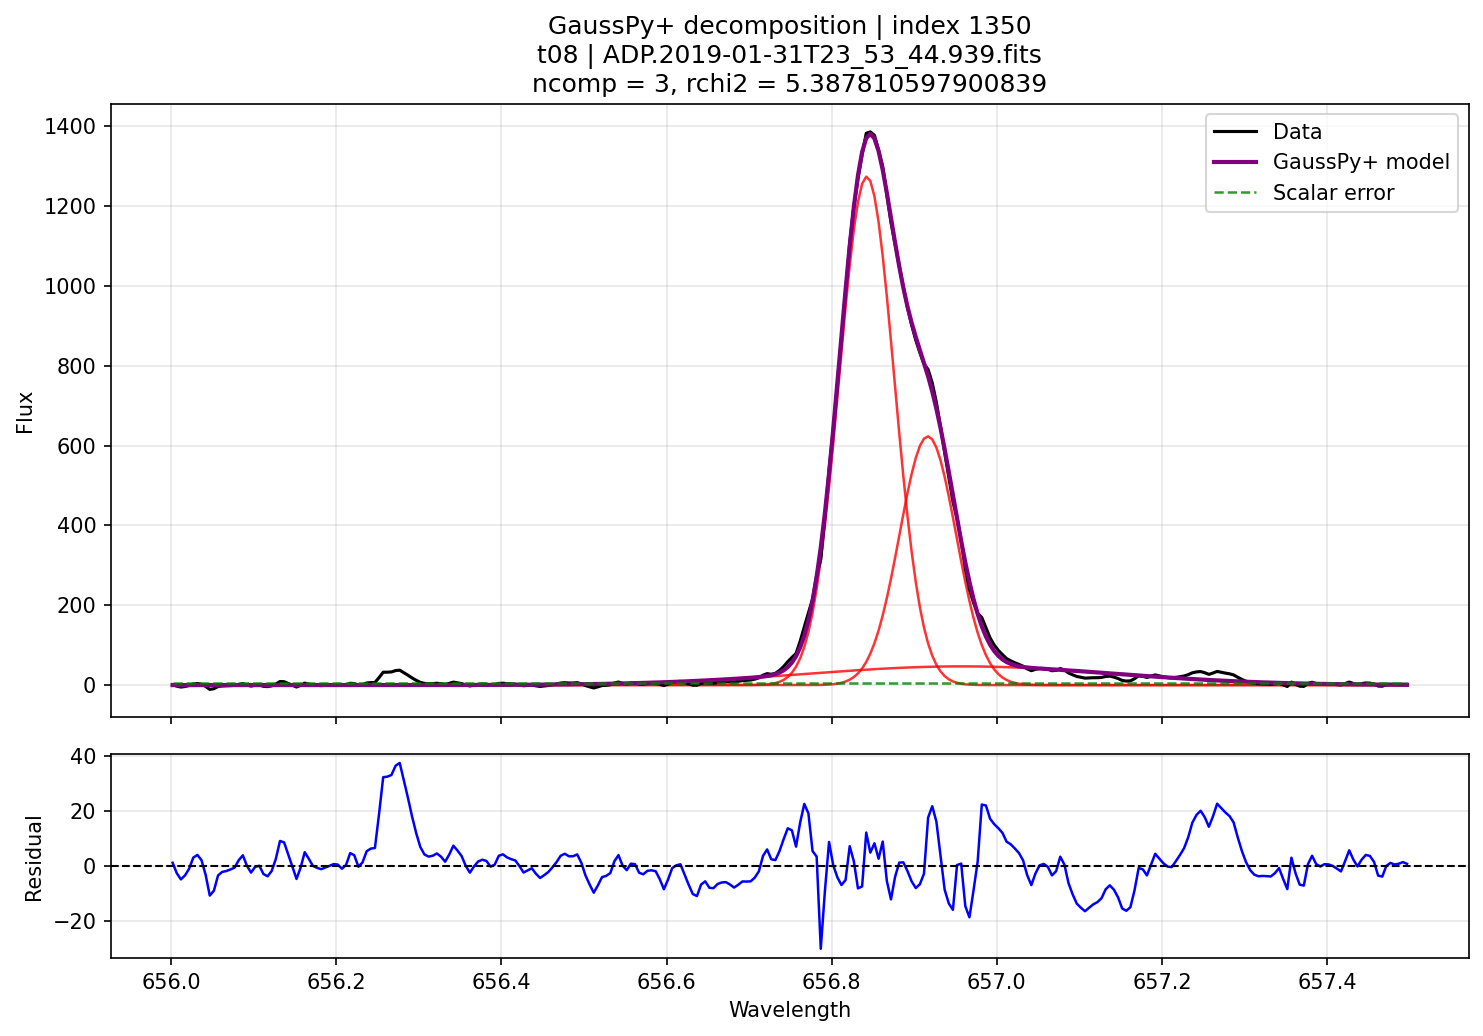 GaussPy+ decomposition | index 1350
t08 | ADP.2019-01-31T23_53_44.939.fits
ncomp = 3, rchi2 = 5.387810597900839
1400
1200
1000
800
600
400
200
0
Flux
Data
GaussPy+ model
Scalar error
40
20
0
−20
Residual
656.0 656.2 656.4 656.6 656.8 657.0 657.2 657.4
Wavelength